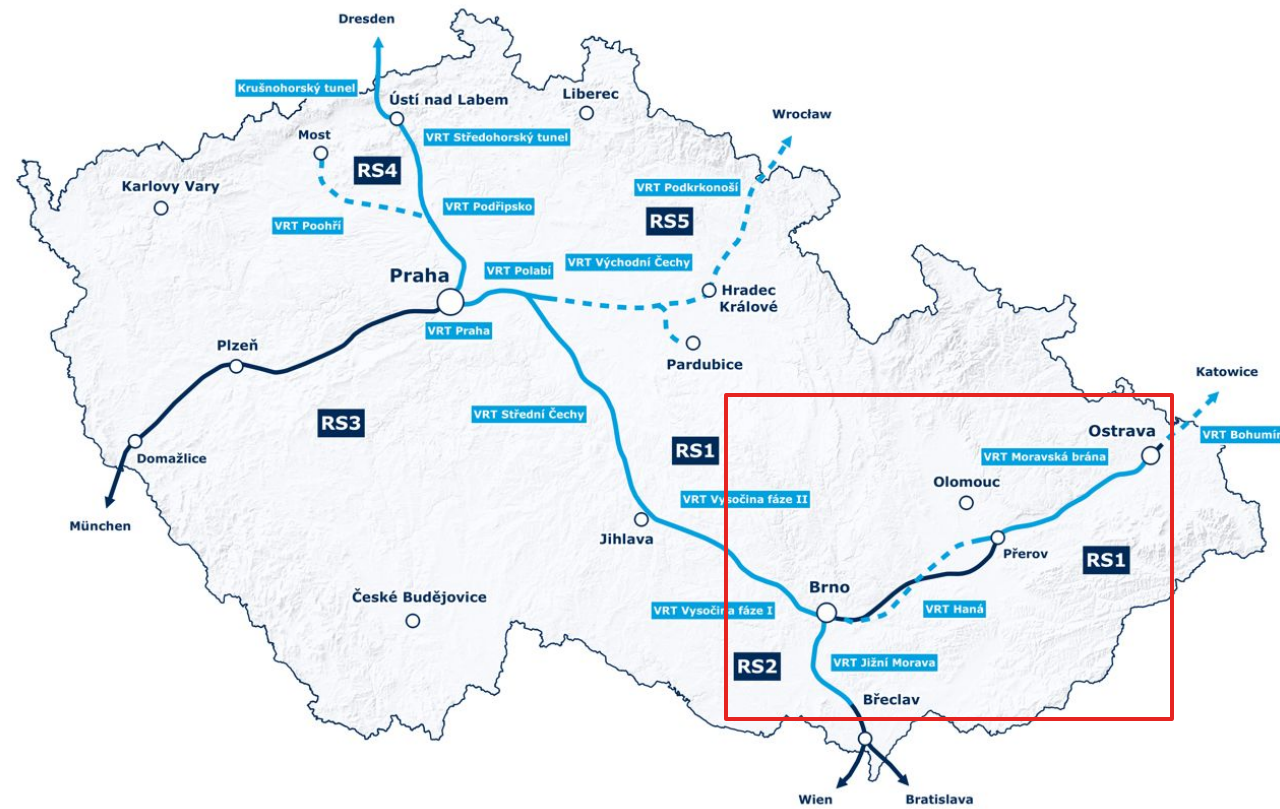 Dresden
Krušnohorský tunel
Ústí nad Labem
Liberec
Wrocław
Most
VRT Středohorský tunel
RS4
Karlovy Vary
VRT Podkrkonoší
VRT Podřipsko
RS5
VRT Poohří
VRT Východní Čechy
Praha
VRT Polabí
Hradec
Králové
VRT Praha
Plzeň
Pardubice
Katowice
VRT Střední Čechy
RS3
Ostrava
VRT Bohumín
RS1
Domažlice
VRT Moravská brána
Olomouc
VRT Vysočina fáze II
München
Jihlava
Přerov
RS1
Brno
České Budějovice
VRT Vysočina fáze I
VRT Haná
RS2
VRT Jižní Morava
Břeclav
Wien
Bratislava